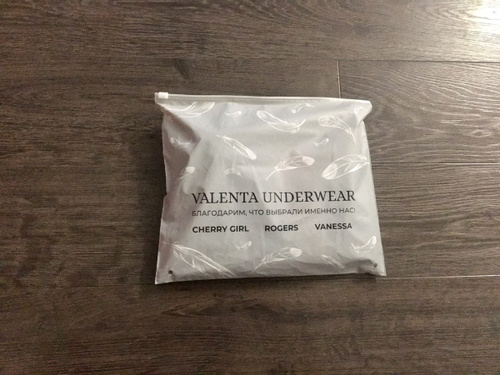 VALENTA UNDERWEAR
БЛАГОДАРИМ, ЧТО ВЫБРАЛИ ИМЕННО НАС!
CHERRY GIRL ROGERS VANESSA